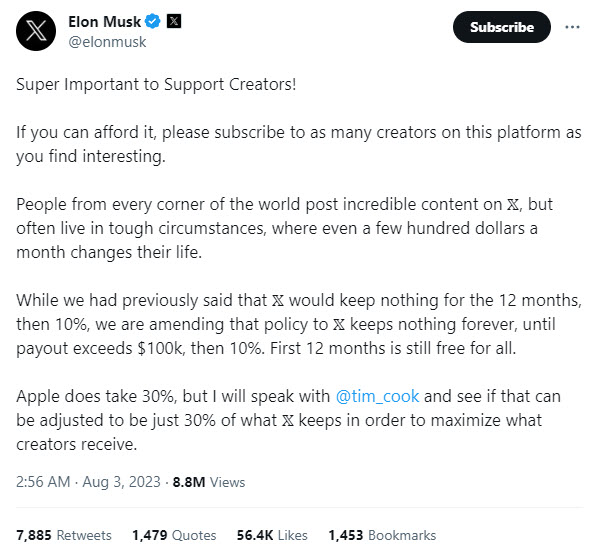 Elon Musk
@elonmusk
Subscribe
Super Important to Support Creators!
If you can afford it, please subscribe to as many creators on this platform as
you find interesting.
People from every corner of the world post incredible content on 𝕏, but
often live in tough circumstances, where even a few hundred dollars a
month changes their life.
While we had previously said that 𝕏 would keep nothing for the 12 months,
then 10%, we are amending that policy to 𝕏 keeps nothing forever, until
payout exceeds $100k, then 10%. First 12 months is still free for all.
Apple does take 30%, but I will speak with @tim_cook and see if that can
be adjusted to be just 30% of what 𝕏 keeps in order to maximize what
creators receive.
2:56 AM · Aug 3, 2023 · 8.8M Views
7,885 Retweets 1,479 Quotes 56.4K Likes 1,453 Bookmarks